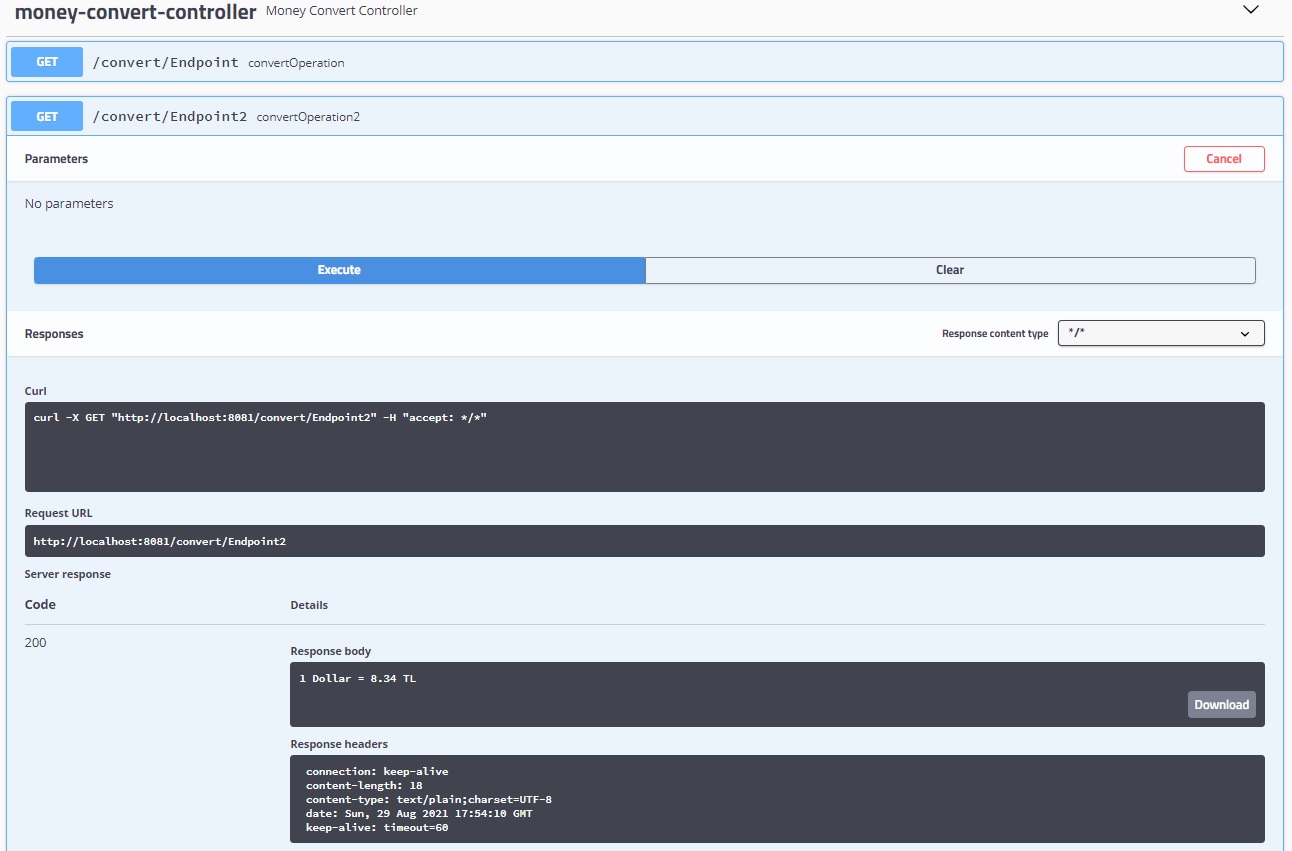 money-convert-controller Money Convert Controller
GET /convert/Endpoint convertOperation
GET /convert/Endpoint2 convertOperation2
Parameters Cancel
No parameters
Execute Clear
Responses Response content type */*
Curl
curl -X GET "http://localhost:8081/convert/Endpoint2" -H "accept: */*"
Request URL
http://localhost:8081/convert/Endpoint2
Server response
Code Details
200
Response body
1 Dollar = 8.34 TL
Download
Response headers
connection: keep-alive
content-length: 18
content-type: text/plain;charset=UTF-8
date: Sun, 29 Aug 2021 17:54:10 GMT
keep-alive: timeout=60